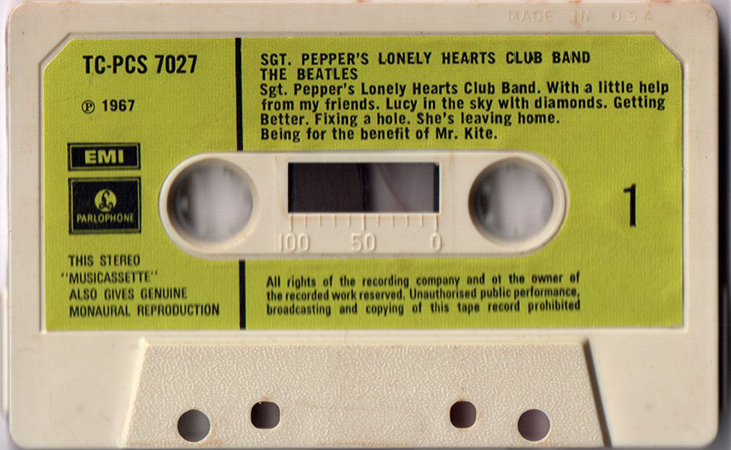 MADE IN USA
TC-PCS 7027
℗ 1967
EMI
PARLOPHONE
THIS STEREO
"MUSICASSETTE"
ALSO GIVES GENUINE
MONAURAL REPRODUCTION
SGT. PEPPER'S LONELY HEARTS CLUB BAND
THE BEATLES
Sgt. Pepper's Lonely Hearts Club Band. With a little help
from my friends. Lucy in the sky with diamonds. Getting
Better. Fixing a hole. She's leaving home.
Being for the benefit of Mr. Kite.
100 50 0
1
All rights of the recording company and ot the owner of
the recorded work reserved. Unauthorised public performance,
broadcasting and copying of this tape record prohibited